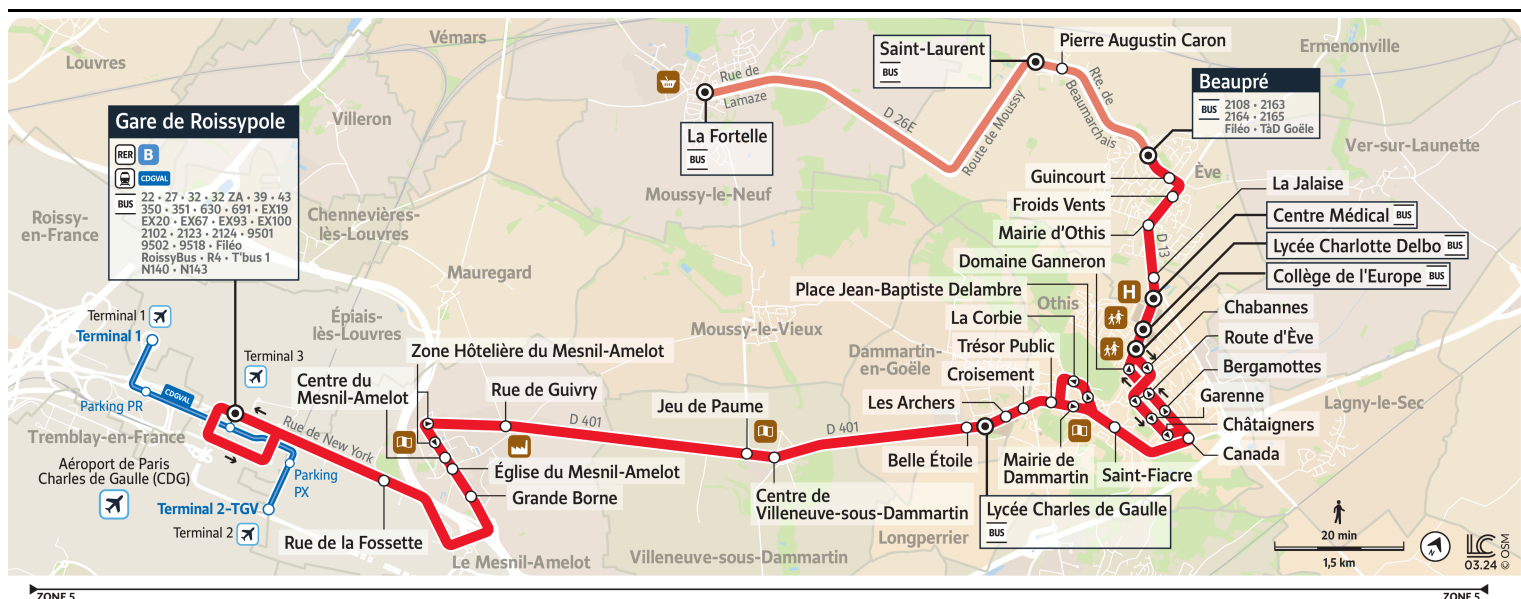 Louvres
Vémars
Villeron
Roissy-
en-France
Chennevières-
lès-Louvres
Mauregard
Épiais-
lès-Louvres
Moussy-le-Neuf
Moussy-le-Vieux
Ermenonville
Ver-sur-Launette
Ève
Othis
Dammartin-
en-Goële
Lagny-le-Sec
Longperrier
Villeneuve-sous-Dammartin
Le Mesnil-Amelot
Tremblay-en-France
Gare de Roissypole
RER B
CDGVAL
BUS
22 • 27 • 32 • 32 ZA • 39 • 43
350 • 351 • 630 • 691 • EX19
EX20 • EX67 • EX93 • EX100
2102 • 2123 • 2124 • 9501
9502 • 9518 • Filéo
RoissyBus • R4 • T'bus 1
N140 • N143
Terminal 1
Terminal 1
Parking PR
CDGVAL
Terminal 3
Aéroport de Paris
Charles de Gaulle (CDG)
Parking
PX
Terminal 2-TGV
Terminal 2
Rue de New York
Rue de la Fossette
Centre du
Mesnil-Amelot
Zone Hôtelière du Mesnil-Amelot
Église du Mesnil-Amelot
Grande Borne
Rue de Guivry
D 401
Jeu de Paume
Centre de
Villeneuve-sous-Dammartin
D 401
Belle Étoile
Lycée Charles de Gaulle
BUS
Les Archers
Croisement
Trésor Public
La Corbie
Place Jean-Baptiste Delambre
Domaine Ganneron
Mairie de
Dammartin
Saint-Fiacre
Canada
Châtaigners
Garenne
Bergamottes
Route d'Ève
Chabannes
Collège de l'Europe BUS
Lycée Charlotte Delbo BUS
Centre Médical BUS
La Jalaise
H
D 13
Mairie d'Othis
Froids Vents
Guincourt
Beaupré
BUS
2108 • 2163
2164 • 2165
Filéo • TàD Goële
Rte. de
Beaumarchais
Pierre Augustin Caron
Saint-Laurent
BUS
Route de Moussy
D 26E
Rue de
Lamaze
La Fortelle
BUS
20 min
1,5 km
N
LC
03.24
© OSM
ZONE 5
ZONE 5